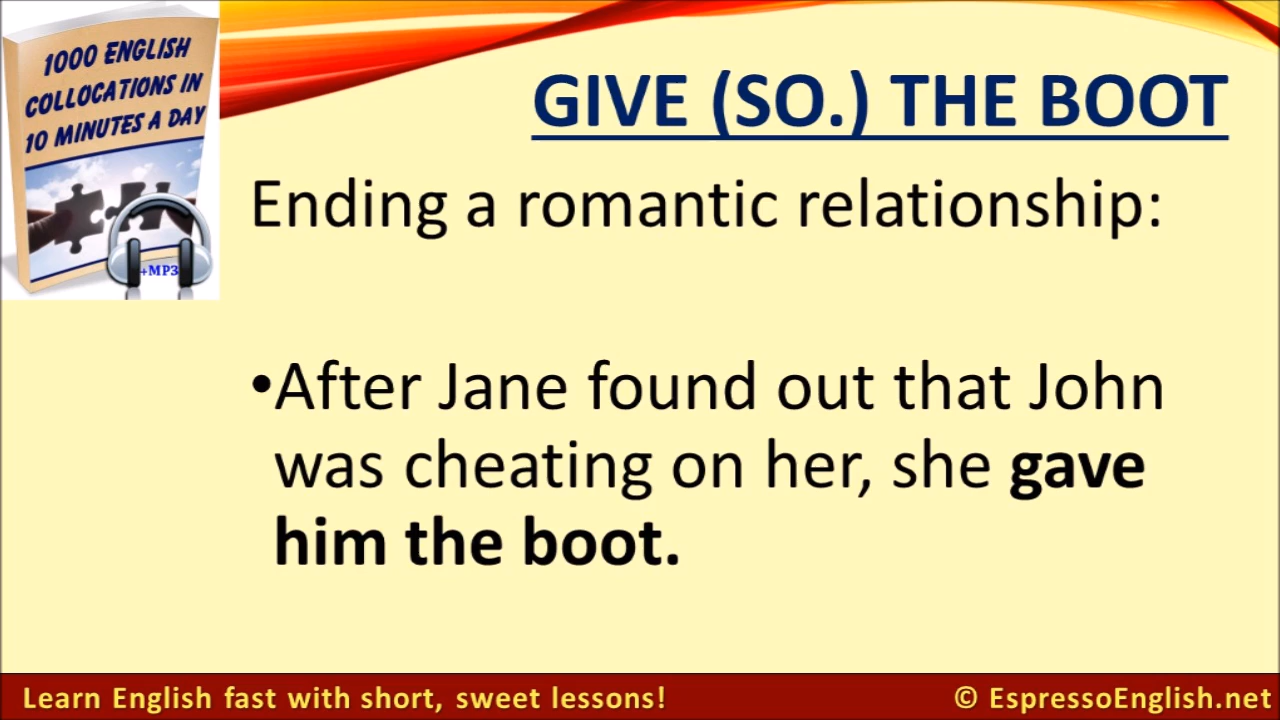 1000 ENGLISH
COLLOCATIONS IN
10 MINUTES A DAY
+MP3
GIVE (SO.) THE BOOT
Ending a romantic relationship:
•After Jane found out that John
was cheating on her, she gave
him the boot.
Learn English fast with short, sweet lessons!
© EspressoEnglish.net